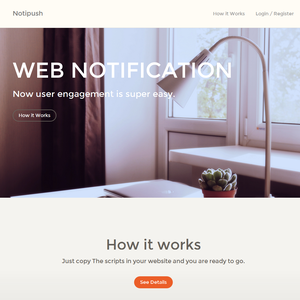 Notipush
How it Works
Login / Register
WEB NOTIFICATION
Now user engagement is super easy.
How it Works
How it works
Just copy The scripts in your website and you are ready to go.
See Details